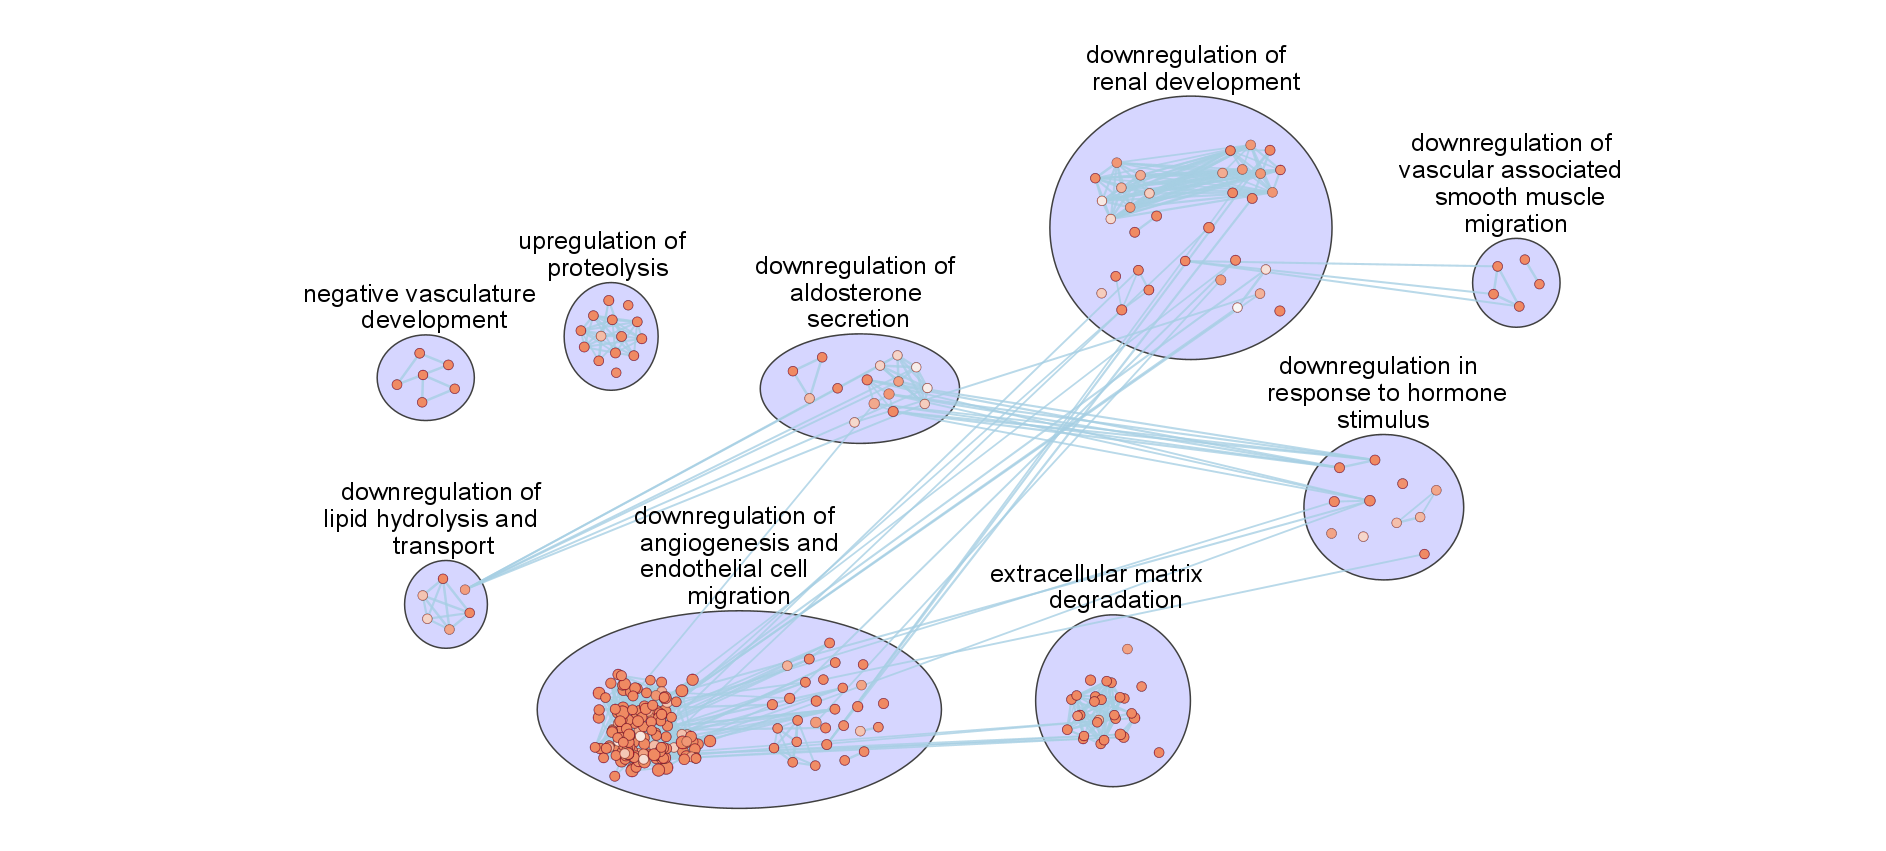 downregulation of
renal development
downregulation of
vascular associated
smooth muscle
migration
upregulation of
proteolysis
negative vasculature
development
downregulation of
aldosterone
secretion
downregulation in
response to hormone
stimulus
downregulation of
lipid hydrolysis and
transport
downregulation of
angiogenesis and
endothelial cell
migration
extracellular matrix
degradation